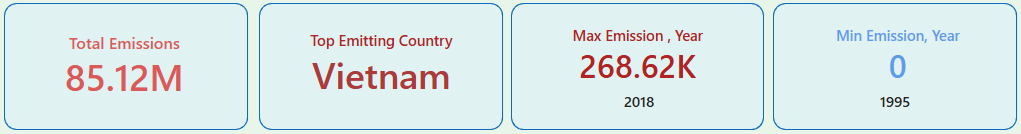 Total Emissions
85.12M
Top Emitting Country
Vietnam
Max Emission , Year
268.62K
2018
Min Emission, Year
0
1995